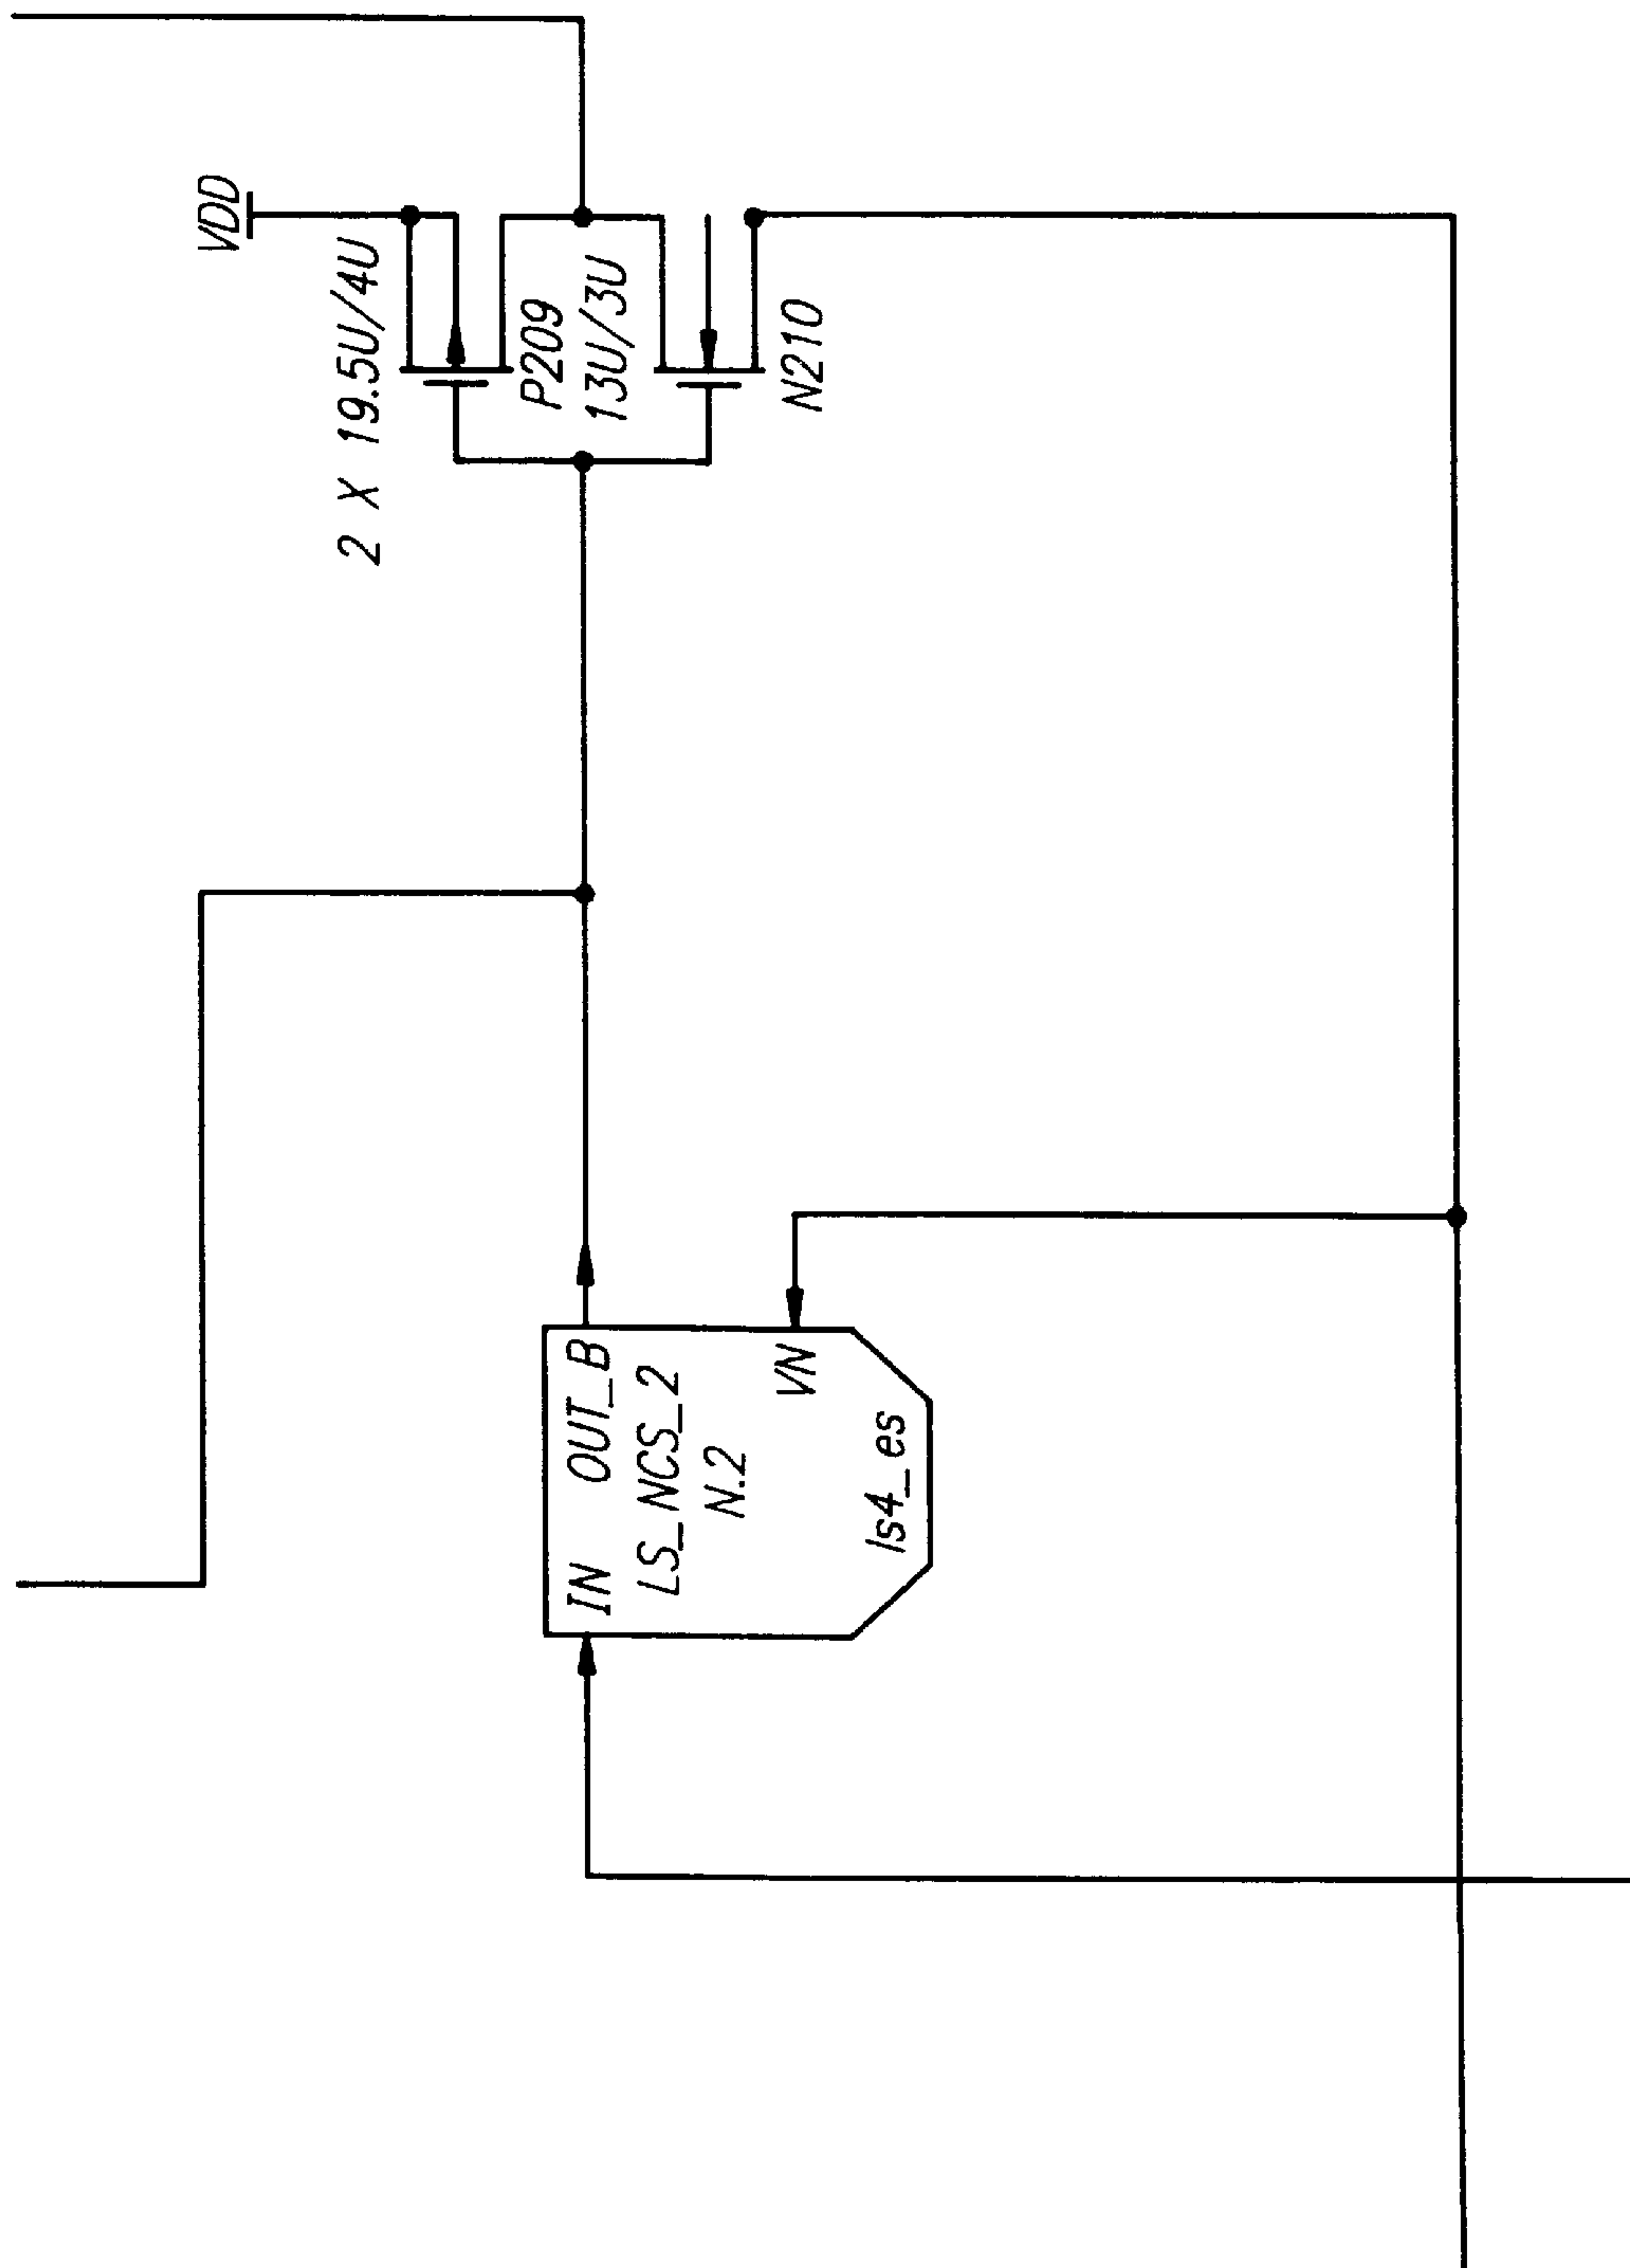 VDD
2 X 19.5U/4U
P209
13U/3U
N210
IN OUT_B
LS_NCS_2
N.2
VN
ls4_es